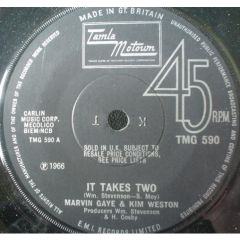 MADE IN GT. BRITAIN
Tamla
Motown
45
RPM
TMG 590
CARLIN
MUSIC CORP.
MECOLICO
BIEM/NCB
TMG 590 A
1 M
SOLD IN U.K. SUBJECT TO
RESALE PRICE CONDITIONS,
SEE PRICE LISTS
℗ 1966
IT TAKES TWO
(Wm. Stevenson - S. Moy)
MARVIN GAYE & KIM WESTON
Producers Wm. Stevenson
& H. Cosby
E.M.I. RECORDS LIMITED